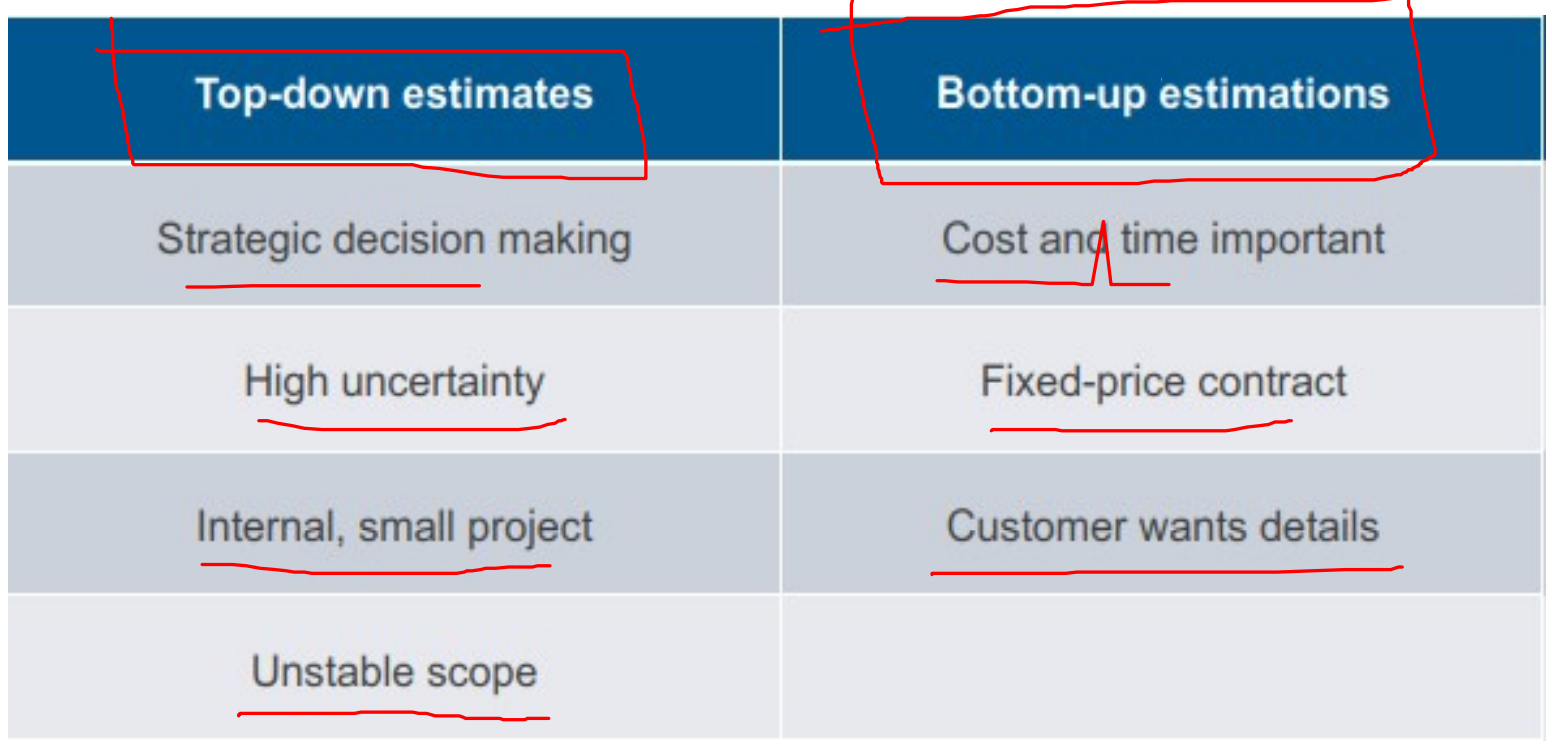 Top-down estimates
Bottom-up estimations
Strategic decision making
Cost and time important
High uncertainty
Fixed-price contract
Internal, small project
Customer wants details
Unstable scope